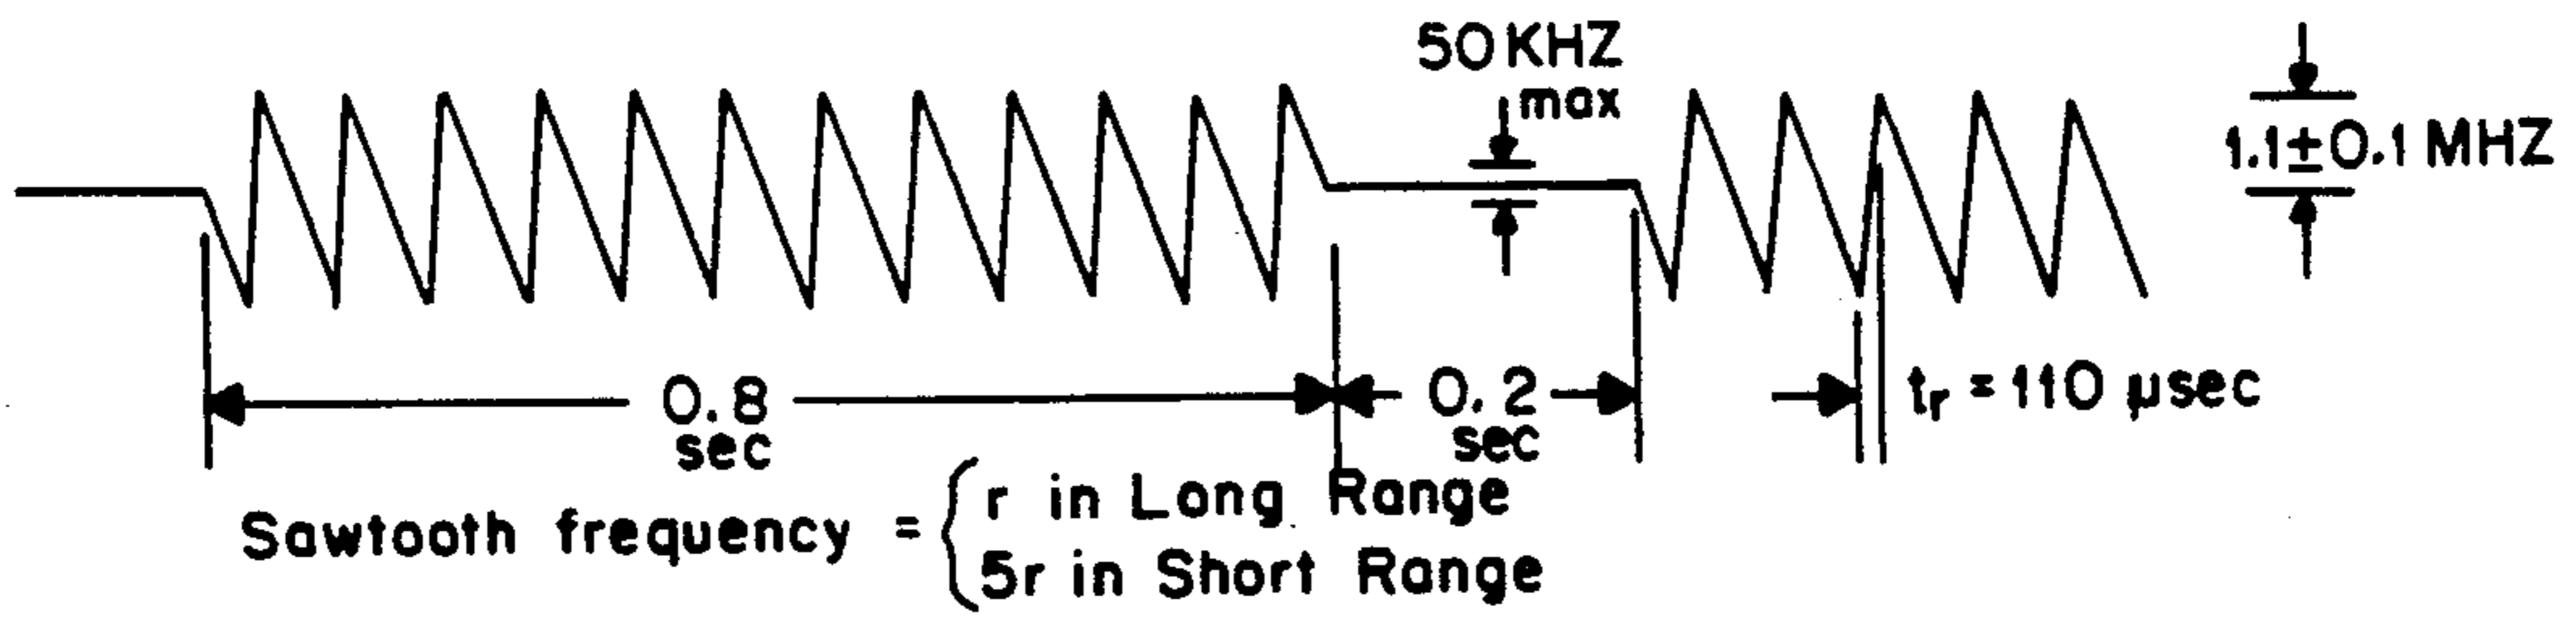 50 KHZ
max
1.1±0.1 MHZ
0.8
sec
0.2
sec
tr = 110 µsec
Sawtooth frequency = { r in Long Range
5r in Short Range